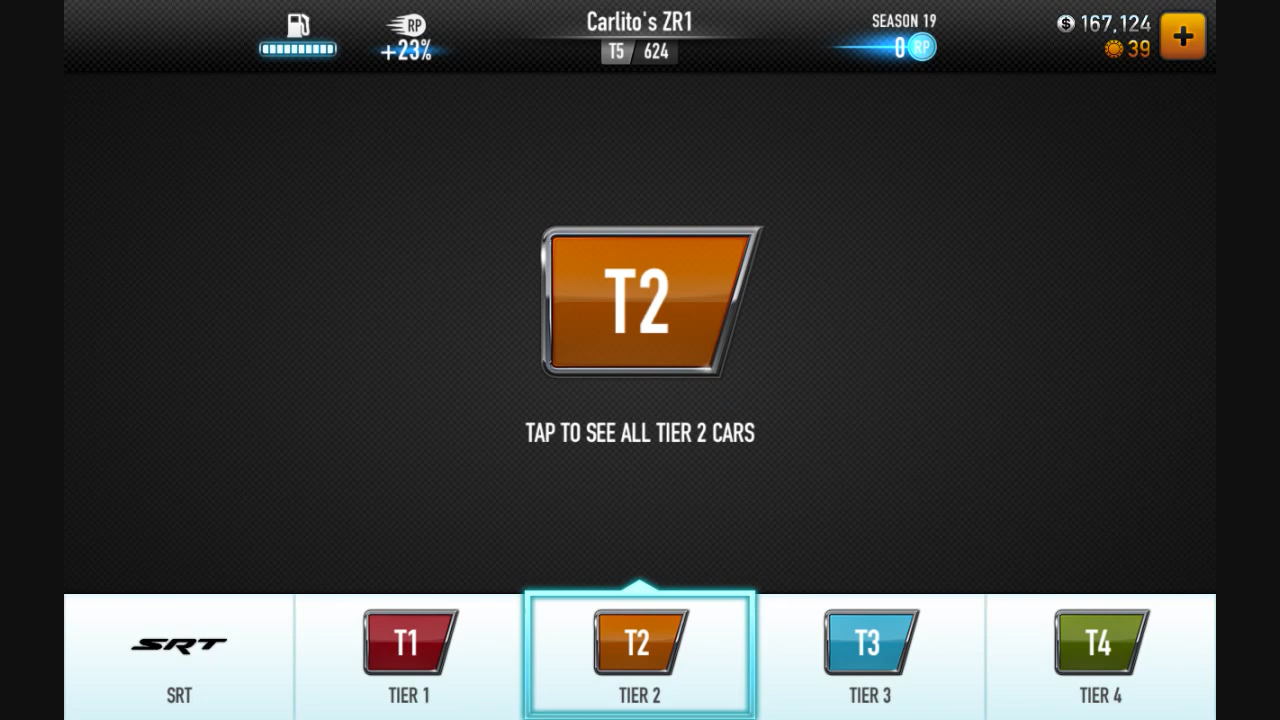 RP
+23%
Carlito's ZR1
T5 624
SEASON 19
0 RP
$ 167,124
39
+
T2
TAP TO SEE ALL TIER 2 CARS
SRT
SRT
T1
TIER 1
T2
TIER 2
T3
TIER 3
T4
TIER 4